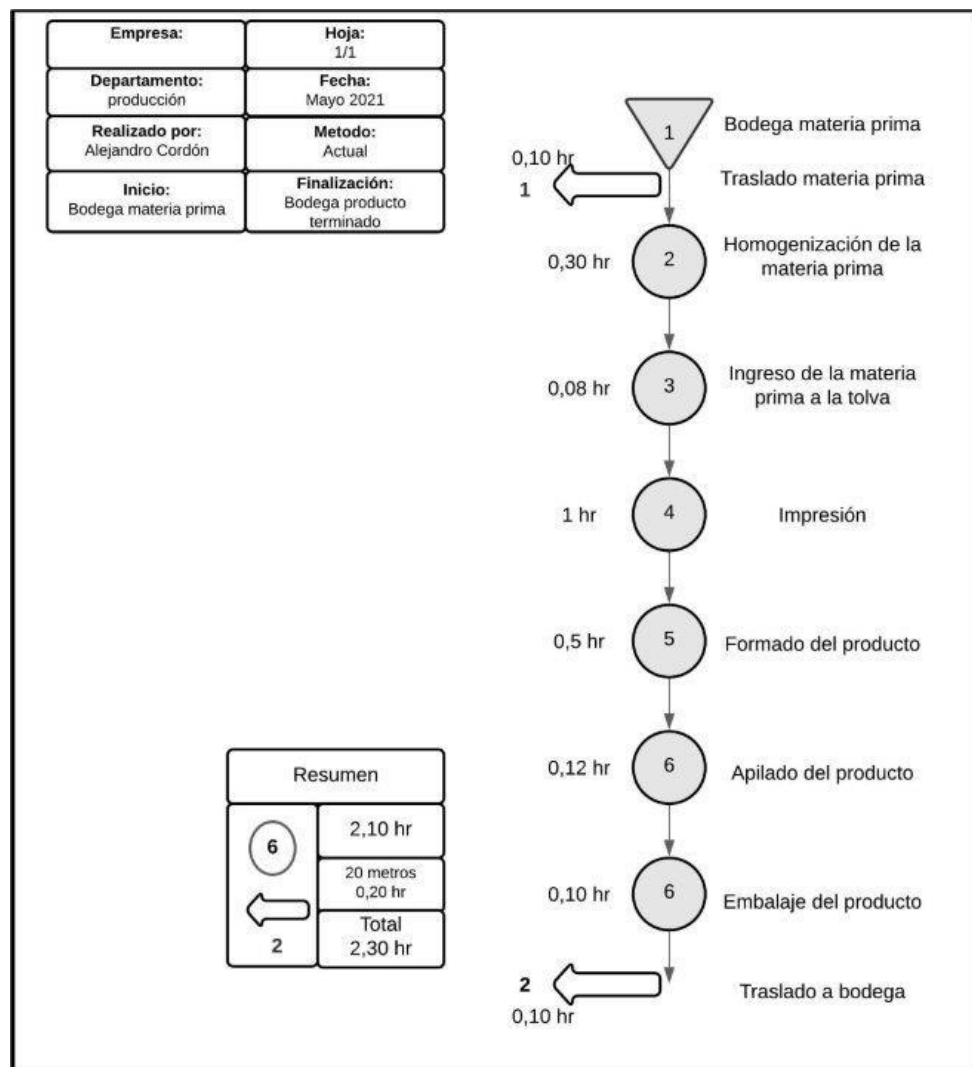 Empresa:
Hoja:
1/1
Departamento:
producción
Fecha:
Mayo 2021
Realizado por:
Alejandro Cordón
Metodo:
Actual
Inicio:
Bodega materia prima
Finalización:
Bodega producto
terminado
1
Bodega materia prima
0,10 hr
1
Traslado materia prima
0,30 hr
2
Homogenización de la
materia prima
0,08 hr
3
Ingreso de la materia
prima a la tolva
1 hr
4
Impresión
0,5 hr
5
Formado del producto
0,12 hr
6
Apilado del producto
0,10 hr
6
Embalaje del producto
2
0,10 hr
Traslado a bodega
Resumen
6
2,10 hr
20 metros
0,20 hr
2
Total
2,30 hr